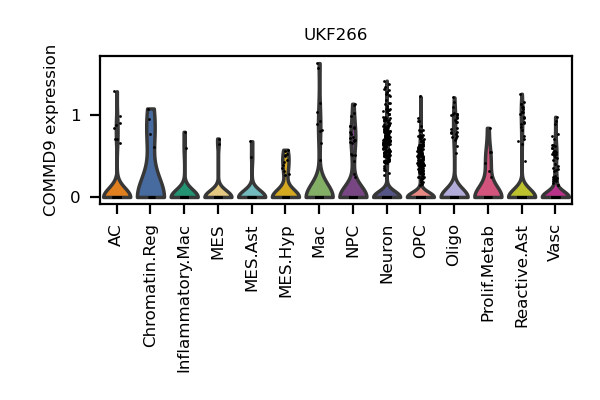 UKF266
COMMD9 expression
1
0
AC
Chromatin.Reg
Inflammatory.Mac
MES
MES.Ast
MES.Hyp
Mac
NPC
Neuron
OPC
Oligo
Prolif.Metab
Reactive.Ast
Vasc